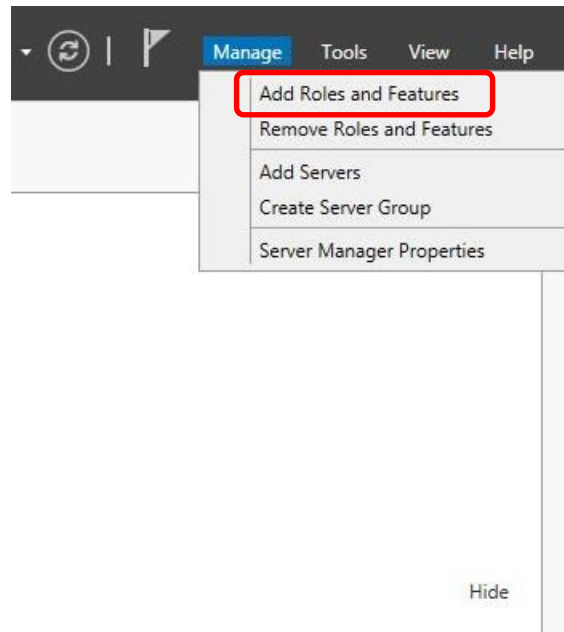 Manage Tools View Help
Add Roles and Features
Remove Roles and Features
Add Servers
Create Server Group
Server Manager Properties
Hide